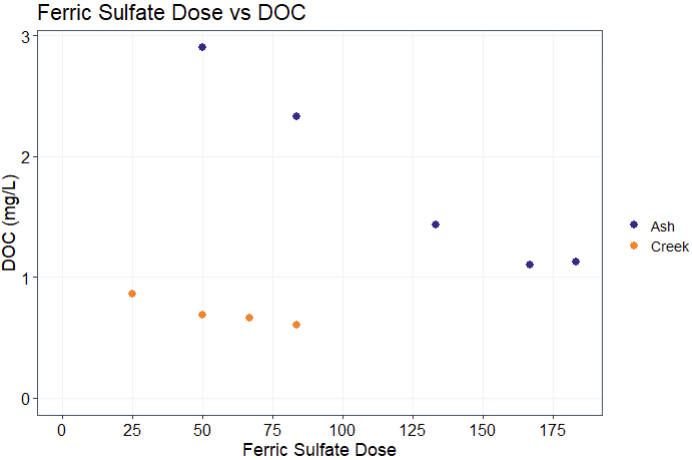 Ferric Sulfate Dose vs DOC
3
2
1
0
DOC (mg/L)
0 25 50 75 100 125 150 175
Ferric Sulfate Dose
Ash
Creek